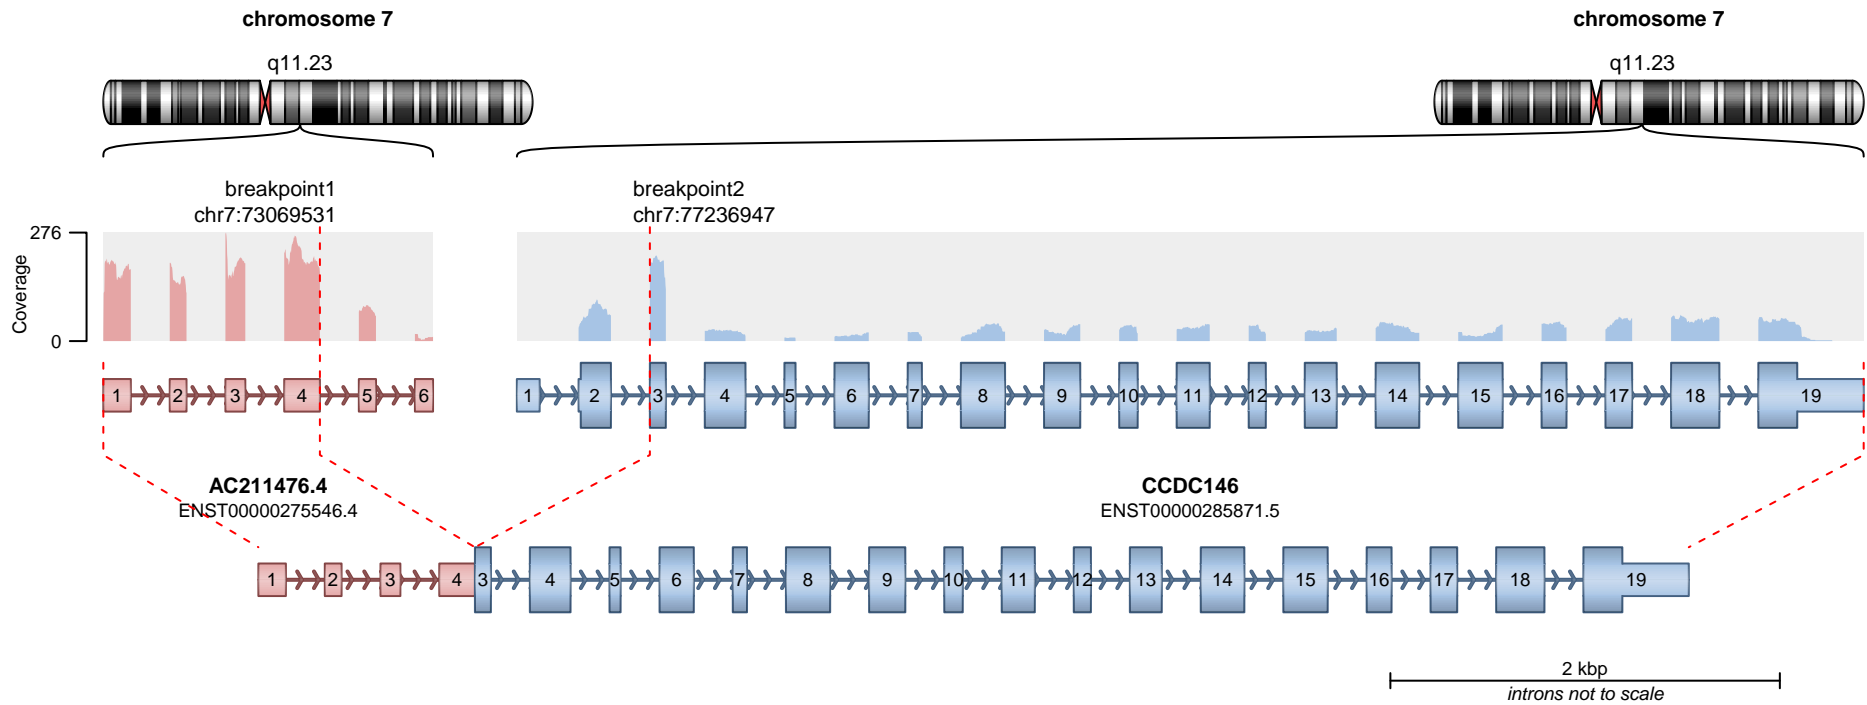 chromosome 7
chromosome 7
q11.23
q11.23
breakpoint1
chr7:73069531
breakpoint2
chr7:77236947
276
Coverage
0
1 2 3 4 5 6
1 2 3 4 5 6 7 8 9 10 11 12 13 14 15 16 17 18 19
AC211476.4
ENST00000275546.4
CCDC146
ENST00000285871.5
1 2 3 4 3 4 5 6 7 8 9 10 11 12 13 14 15 16 17 18 19
2 kbp
introns not to scale